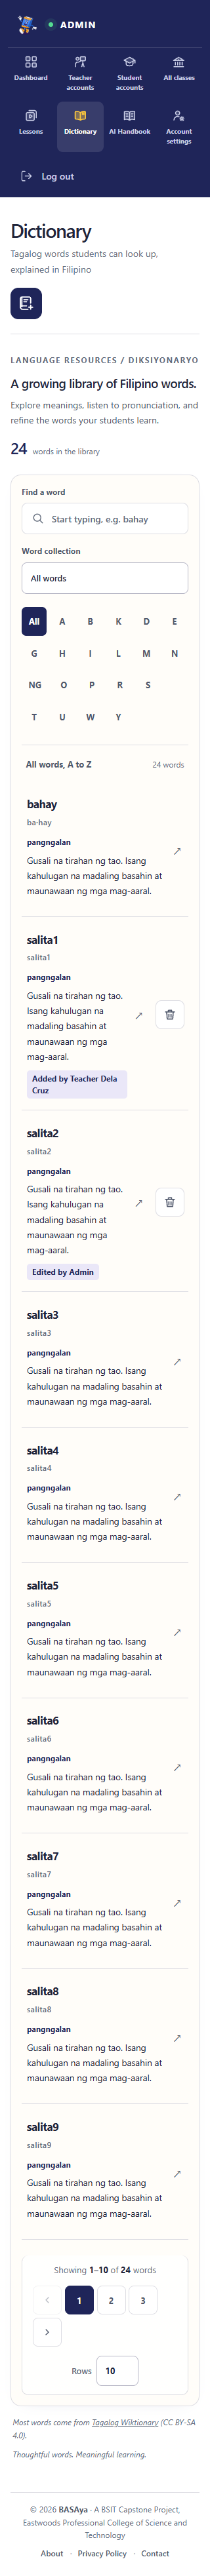 ADMIN
Dashboard
Teacher accounts
Student accounts
All classes
Lessons
Dictionary
AI Handbook
Account settings
Log out
Dictionary
Tagalog words students can look up,
explained in Filipino
LANGUAGE RESOURCES / DIKSIYONARYO
A growing library of Filipino words.
Explore meanings, listen to pronunciation, and
refine the words your students learn.
24 words in the library
Find a word
Start typing, e.g. bahay
Word collection
All words
All A B K D E
G H I L M N
NG O P R S
T U W Y
All words, A to Z 24 words
bahay
ba-hay
pangngalan
Gusali na tirahan ng tao. Isang
kahulugan na madaling basahin at
maunawaan ng mga mag-aaral.
salita1
salita1
pangngalan
Gusali na tirahan ng tao.
Isang kahulugan na
madaling basahin at
maunawaan ng mga
mag-aaral.
Added by Teacher Dela
Cruz
salita2
salita2
pangngalan
Gusali na tirahan ng tao.
Isang kahulugan na
madaling basahin at
maunawaan ng mga
mag-aaral.
Edited by Admin
salita3
salita3
pangngalan
Gusali na tirahan ng tao. Isang
kahulugan na madaling basahin at
maunawaan ng mga mag-aaral.
salita4
salita4
pangngalan
Gusali na tirahan ng tao. Isang
kahulugan na madaling basahin at
maunawaan ng mga mag-aaral.
salita5
salita5
pangngalan
Gusali na tirahan ng tao. Isang
kahulugan na madaling basahin at
maunawaan ng mga mag-aaral.
salita6
salita6
pangngalan
Gusali na tirahan ng tao. Isang
kahulugan na madaling basahin at
maunawaan ng mga mag-aaral.
salita7
salita7
pangngalan
Gusali na tirahan ng tao. Isang
kahulugan na madaling basahin at
maunawaan ng mga mag-aaral.
salita8
salita8
pangngalan
Gusali na tirahan ng tao. Isang
kahulugan na madaling basahin at
maunawaan ng mga mag-aaral.
salita9
salita9
pangngalan
Gusali na tirahan ng tao. Isang
kahulugan na madaling basahin at
maunawaan ng mga mag-aaral.
Showing 1–10 of 24 words
1 2 3
Rows 10
Most words come from Tagalog Wiktionary (CC BY-SA
4.0).
Thoughtful words. Meaningful learning.
© 2026 BASAya · A BSIT Capstone Project,
Eastwoods Professional College of Science and
Technology
About · Privacy Policy · Contact